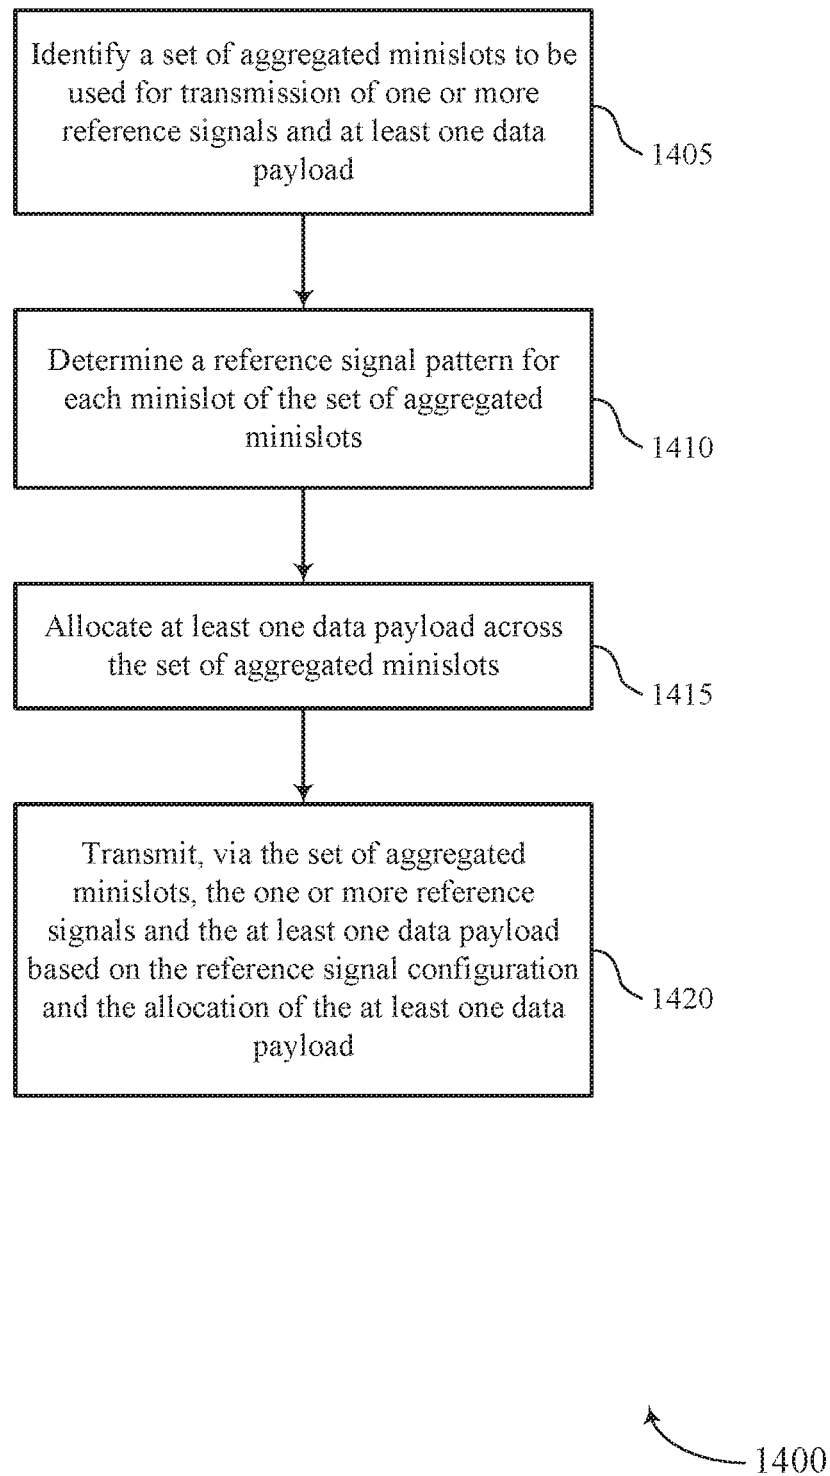 Identify a set of aggregated minislots to be
used for transmission of one or more
reference signals and at least one data
payload
1405
Determine a reference signal pattern for
each minislot of the set of aggregated
minislots
1410
Allocate at least one data payload across
the set of aggregated minislots
1415
Transmit, via the set of aggregated
minislots, the one or more reference
signals and the at least one data payload
based on the reference signal configuration
and the allocation of the at least one data
payload
1420
1400